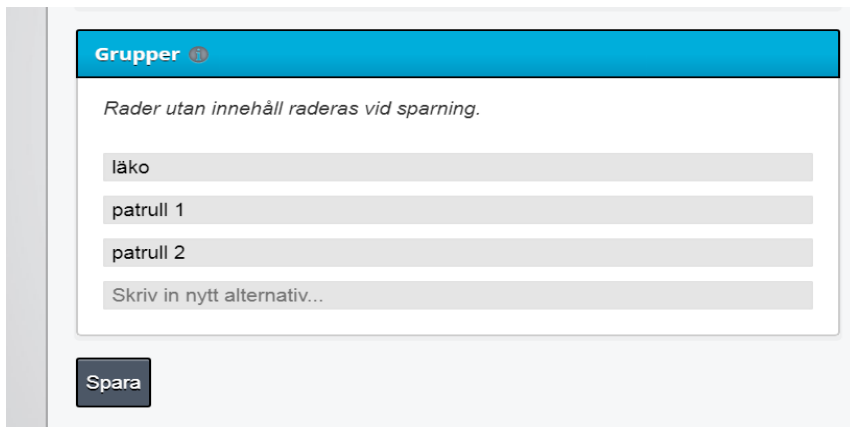 Grupper
Rader utan innehåll raderas vid sparning.
läko
patrull 1
patrull 2
Skriv in nytt alternativ...
Spara